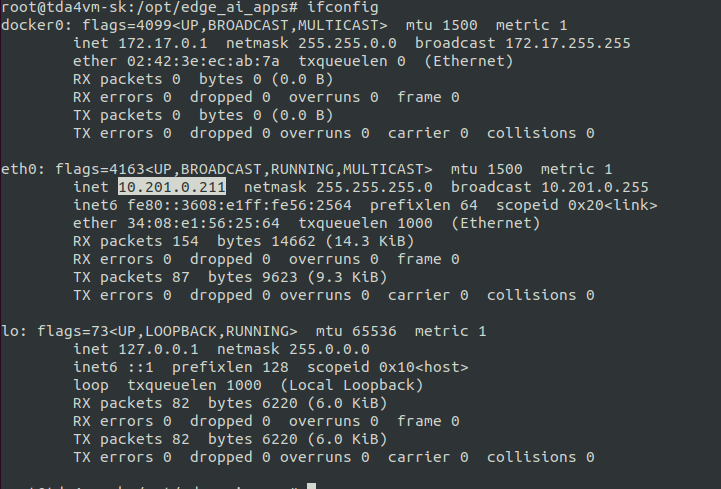 root@tda4vm-sk:/opt/edge_ai_apps# ifconfig
docker0: flags=4099<UP,BROADCAST,MULTICAST>  mtu 1500  metric 1
        inet 172.17.0.1  netmask 255.255.0.0  broadcast 172.17.255.255
        ether 02:42:3e:ec:ab:7a  txqueuelen 0  (Ethernet)
        RX packets 0  bytes 0 (0.0 B)
        RX errors 0  dropped 0  overruns 0  frame 0
        TX packets 0  bytes 0 (0.0 B)
        TX errors 0  dropped 0 overruns 0  carrier 0  collisions 0

eth0: flags=4163<UP,BROADCAST,RUNNING,MULTICAST>  mtu 1500  metric 1
        inet 10.201.0.211  netmask 255.255.255.0  broadcast 10.201.0.255
        inet6 fe80::3608:e1ff:fe56:2564  prefixlen 64  scopeid 0x20<link>
        ether 34:08:e1:56:25:64  txqueuelen 1000  (Ethernet)
        RX packets 154  bytes 14662 (14.3 KiB)
        RX errors 0  dropped 0  overruns 0  frame 0
        TX packets 87  bytes 9623 (9.3 KiB)
        TX errors 0  dropped 0 overruns 0  carrier 0  collisions 0

lo: flags=73<UP,LOOPBACK,RUNNING>  mtu 65536  metric 1
        inet 127.0.0.1  netmask 255.0.0.0
        inet6 ::1  prefixlen 128  scopeid 0x10<host>
        loop  txqueuelen 1000  (Local Loopback)
        RX packets 82  bytes 6220 (6.0 KiB)
        RX errors 0  dropped 0  overruns 0  frame 0
        TX packets 82  bytes 6220 (6.0 KiB)
        TX errors 0  dropped 0 overruns 0  carrier 0  collisions 0